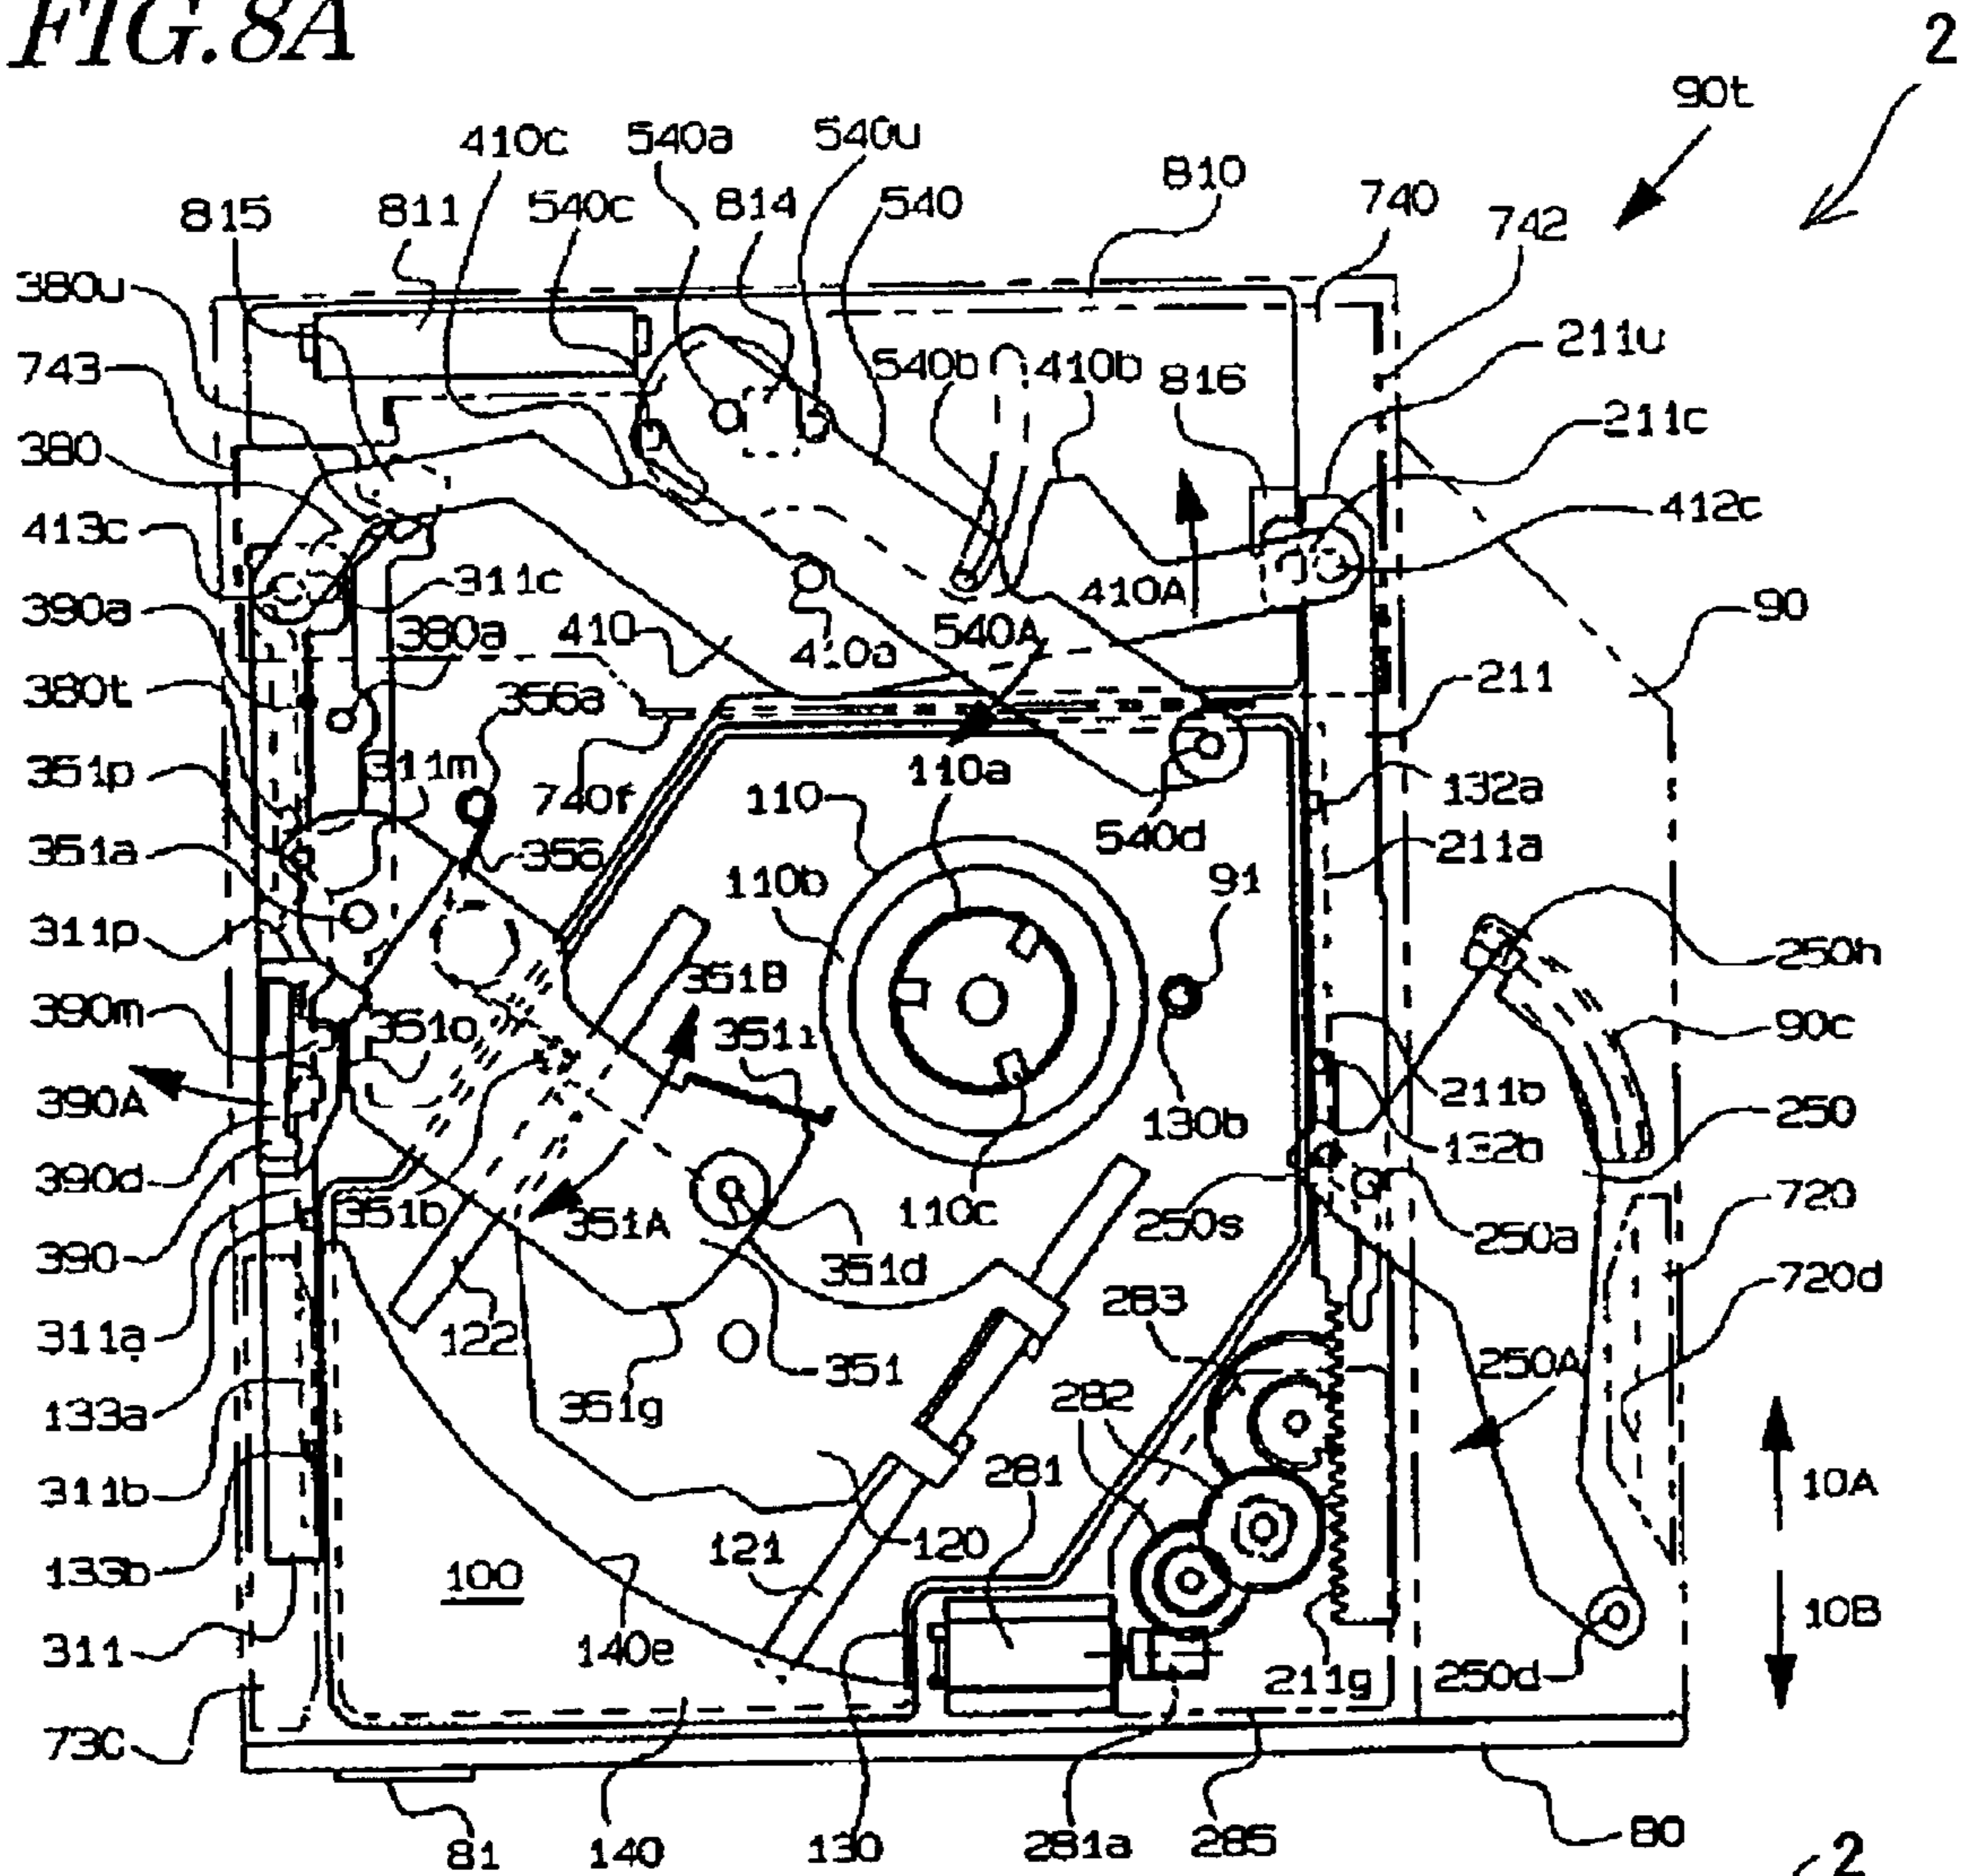 FIG.8A
2
90t
410c 540a 540u
815 811 540c 814 540 810 740 742
380u
743 540b 410b 816 211u
380 211c
413c 412c
390a 311c 410A 90
380t 380a 410 410a 540A 211
356a
351p 311m 740f 110 110a 132a
351a 356 110b 540d 211a
91
311p 351B 250h
390m 351o 351i 90c
390A 130b 211b 250
390d 351b 351A 110c 132b 720
390 351d 250s 250a 720d
311a 122 283
133a 351g 351 282 250A
311b 281 10A
133b 121 120
100 10B
311 140e 211g 250d
730
81 140 130 281a 285 80
2